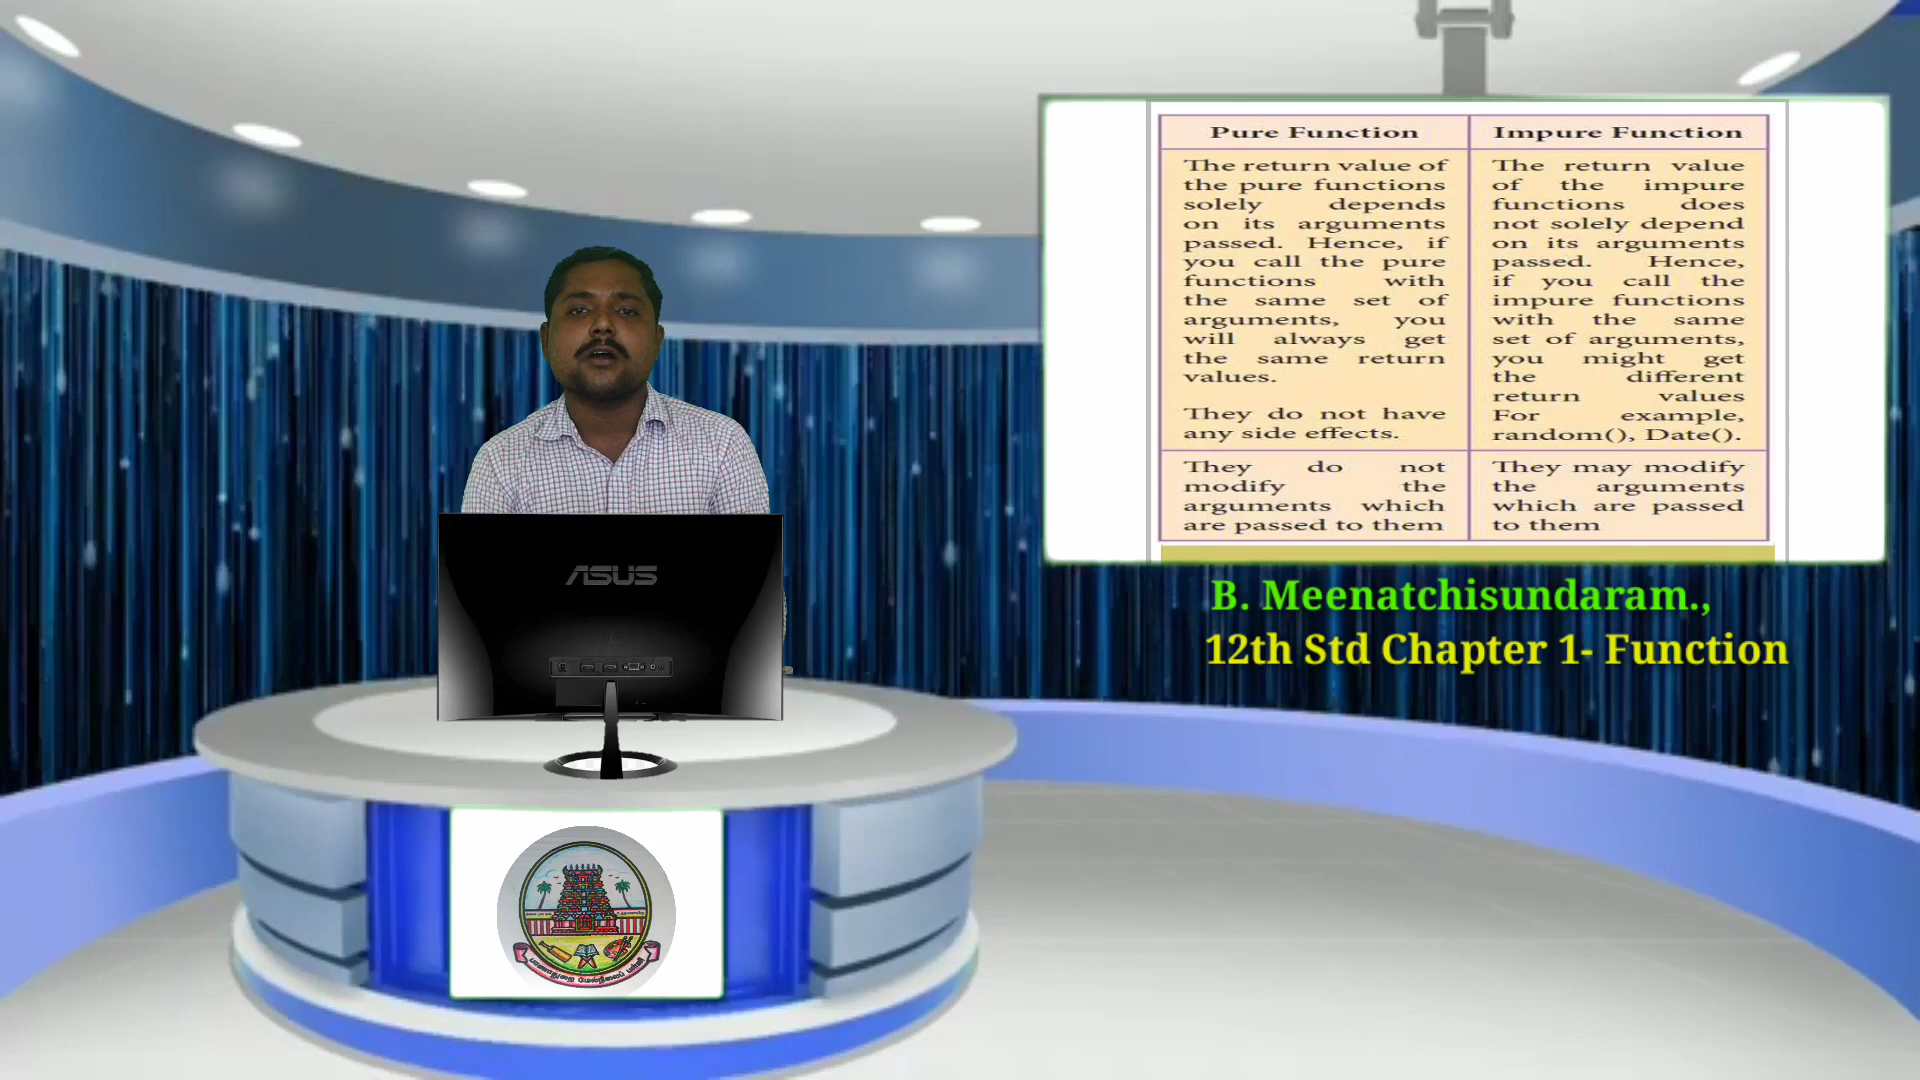 Pure Function
The return value of
the pure functions
solely depends
on its arguments
passed. Hence, if
you call the pure
functions with
the same set of
arguments, you
will always get
the same return
values.
They do not have
any side effects.
They do not
modify the
arguments which
are passed to them
Impure Function
The return value
of the impure
functions does
not solely depend
on its arguments
passed. Hence,
if you call the
impure functions
with the same
set of arguments,
you might get
the different
return values
For example,
random(), Date().
They may modify
the arguments
which are passed
to them
B. Meenatchisundaram.,
12th Std Chapter 1- Function
ASUS